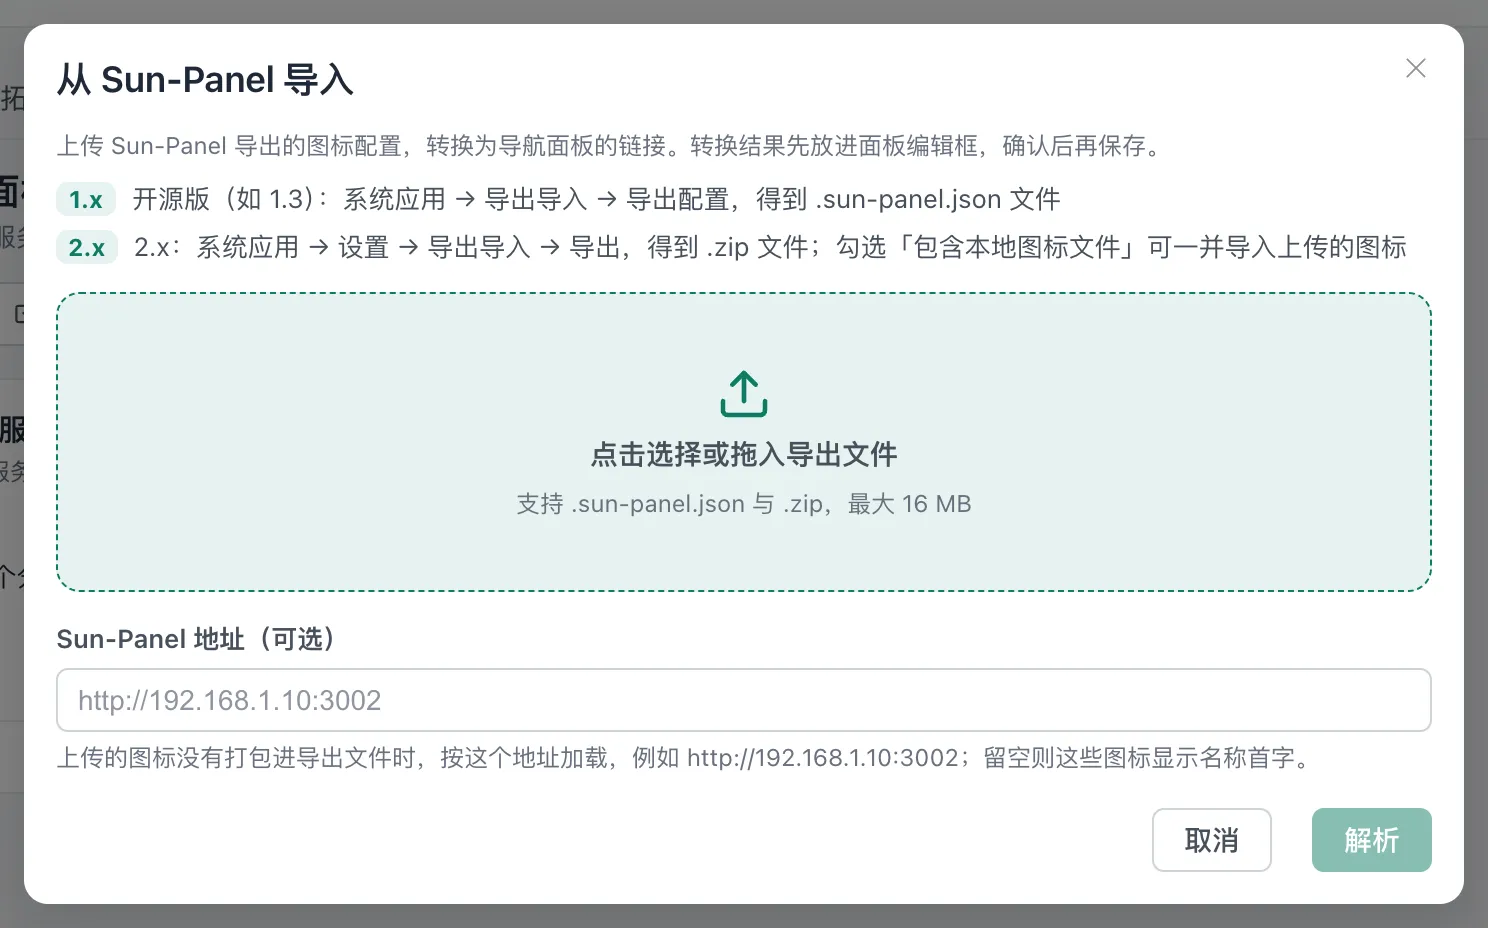 从 Sun-Panel 导入
上传 Sun-Panel 导出的图标配置，转换为导航面板的链接。转换结果先放进面板编辑框，确认后再保存。
1.x 开源版（如 1.3）：系统应用 → 导出导入 → 导出配置，得到 .sun-panel.json 文件
2.x 2.x：系统应用 → 设置 → 导出导入 → 导出，得到 .zip 文件；勾选「包含本地图标文件」可一并导入上传的图标
点击选择或拖入导出文件
支持 .sun-panel.json 与 .zip，最大 16 MB
Sun-Panel 地址（可选）
http://192.168.1.10:3002
上传的图标没有打包进导出文件时，按这个地址加载，例如 http://192.168.1.10:3002；留空则这些图标显示名称首字。
取消 解析